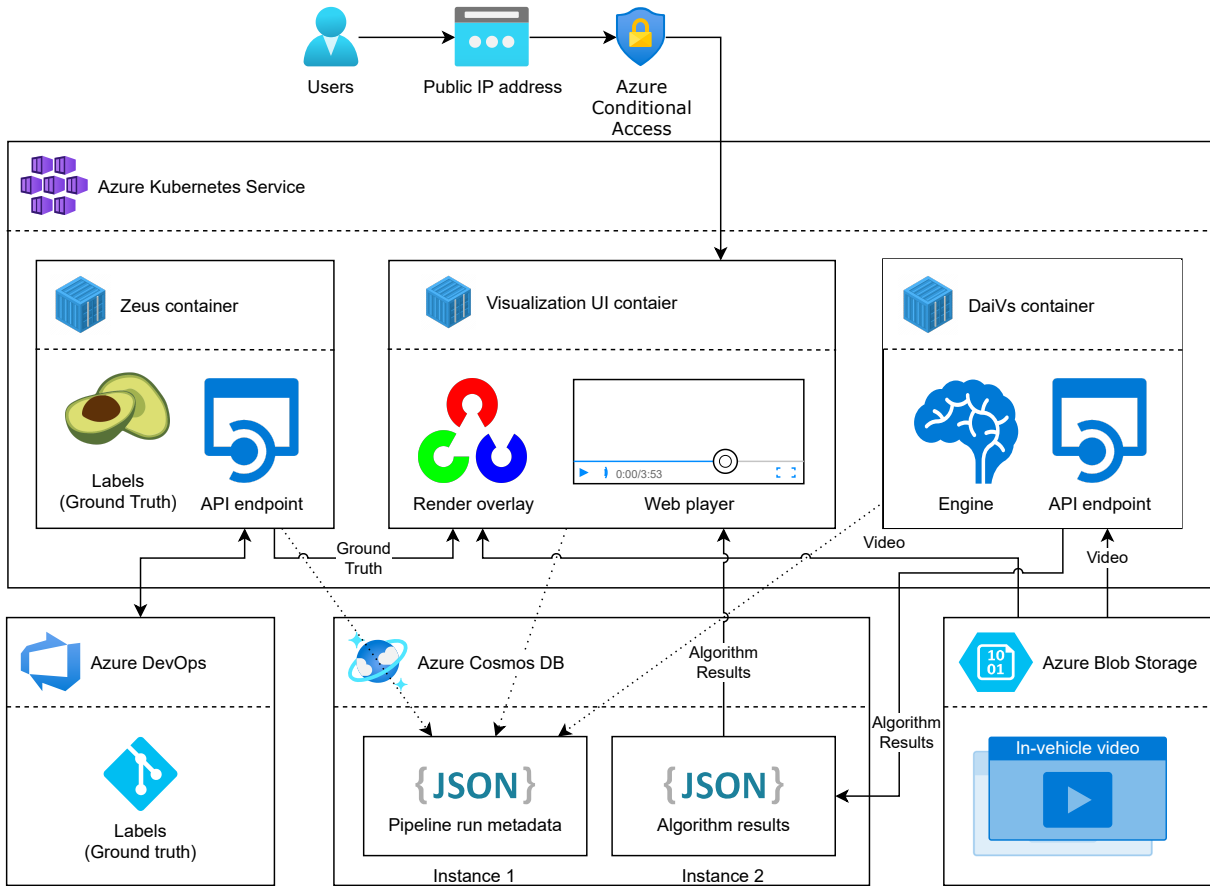 Users
Public IP address
Azure
Conditional
Access
Azure Kubernetes Service
Zeus container
Visualization UI contaier
DaiVs container
Labels
(Ground Truth)
API endpoint
Render overlay
0:00/3:53
Web player
Engine
API endpoint
Ground
Truth
Video
Video
Azure DevOps
Azure Cosmos DB
Algorithm
Results
Azure Blob Storage
10
01
Algorithm
Results
In-vehicle video
Labels
(Ground truth)
{JSON}
Pipeline run metadata
{JSON}
Algorithm results
Instance 1
Instance 2